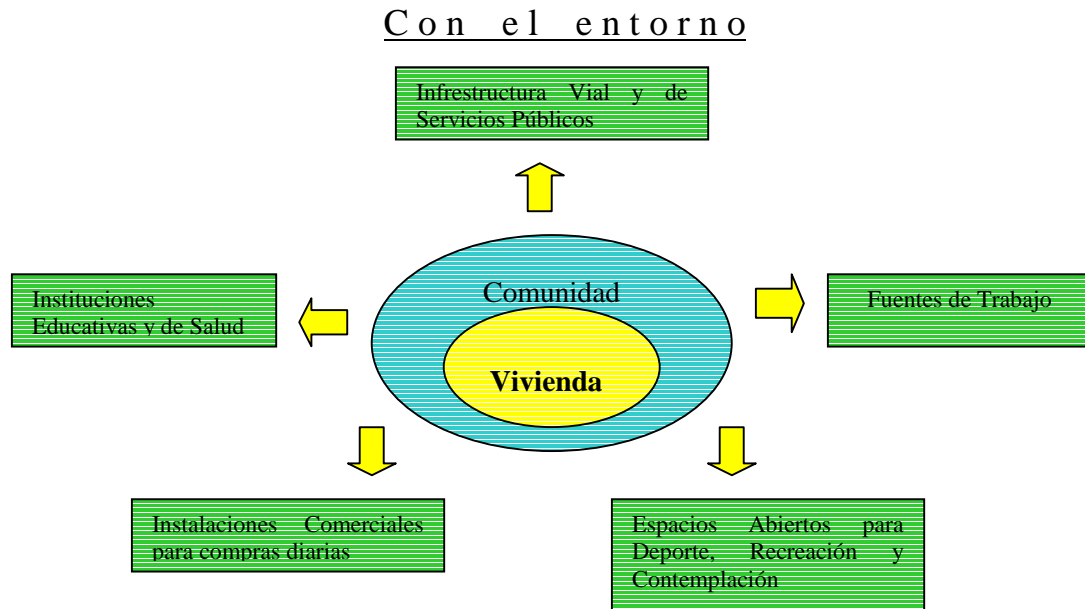 Con el entorno
Infrestructura Vial y de
Servicios Públicos
Instituciones
Educativas y de Salud
Comunidad
Fuentes de Trabajo
Vivienda
Instalaciones Comerciales
para compras diarias
Espacios Abiertos para
Deporte, Recreación y
Contemplación